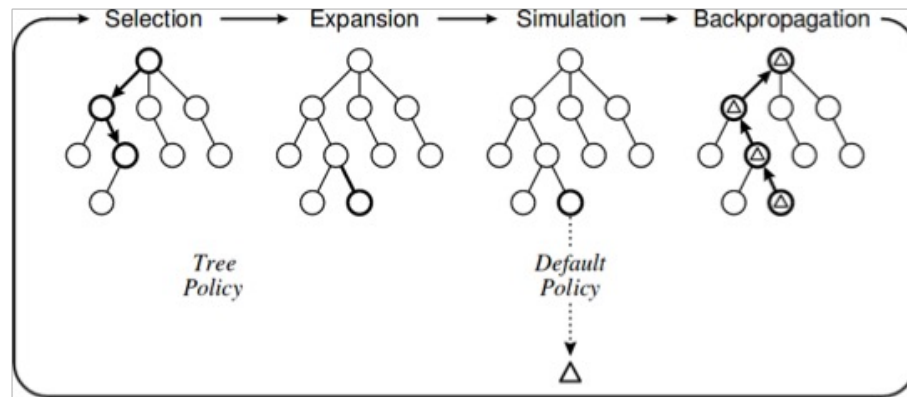 Selection Expansion Simulation Backpropagation
Tree
Policy
Default
Policy